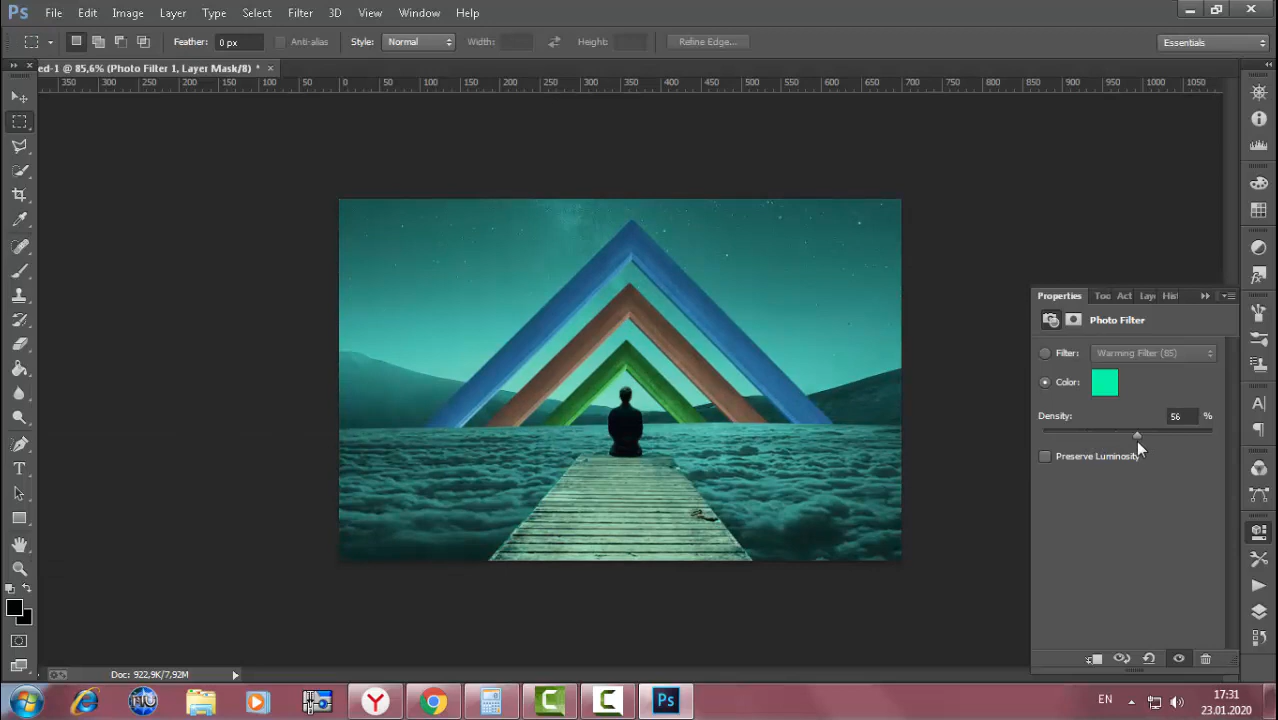 Ps File Edit Image Layer Type Select Filter 3D View Window Help
Feather: 0 px Anti-alias Style: Normal Width: Height: Refine Edge... Essentials
ed-1 @ 85,6% (Photo Filter 1, Layer Mask/8) * ×
350 300 250 200 150 100 50 0 50 100 150 200 250 300 350 400 450 500 550 600 650 700 750 800 850 900 950 1000 1050
Properties Toc Act Laye Hist
Photo Filter
Filter: Warming Filter (85)
Color:
Density: 56 %
Preserve Luminosity
Doc: 922,9K/7,92M
Ps EN 17:31
23.01.2020